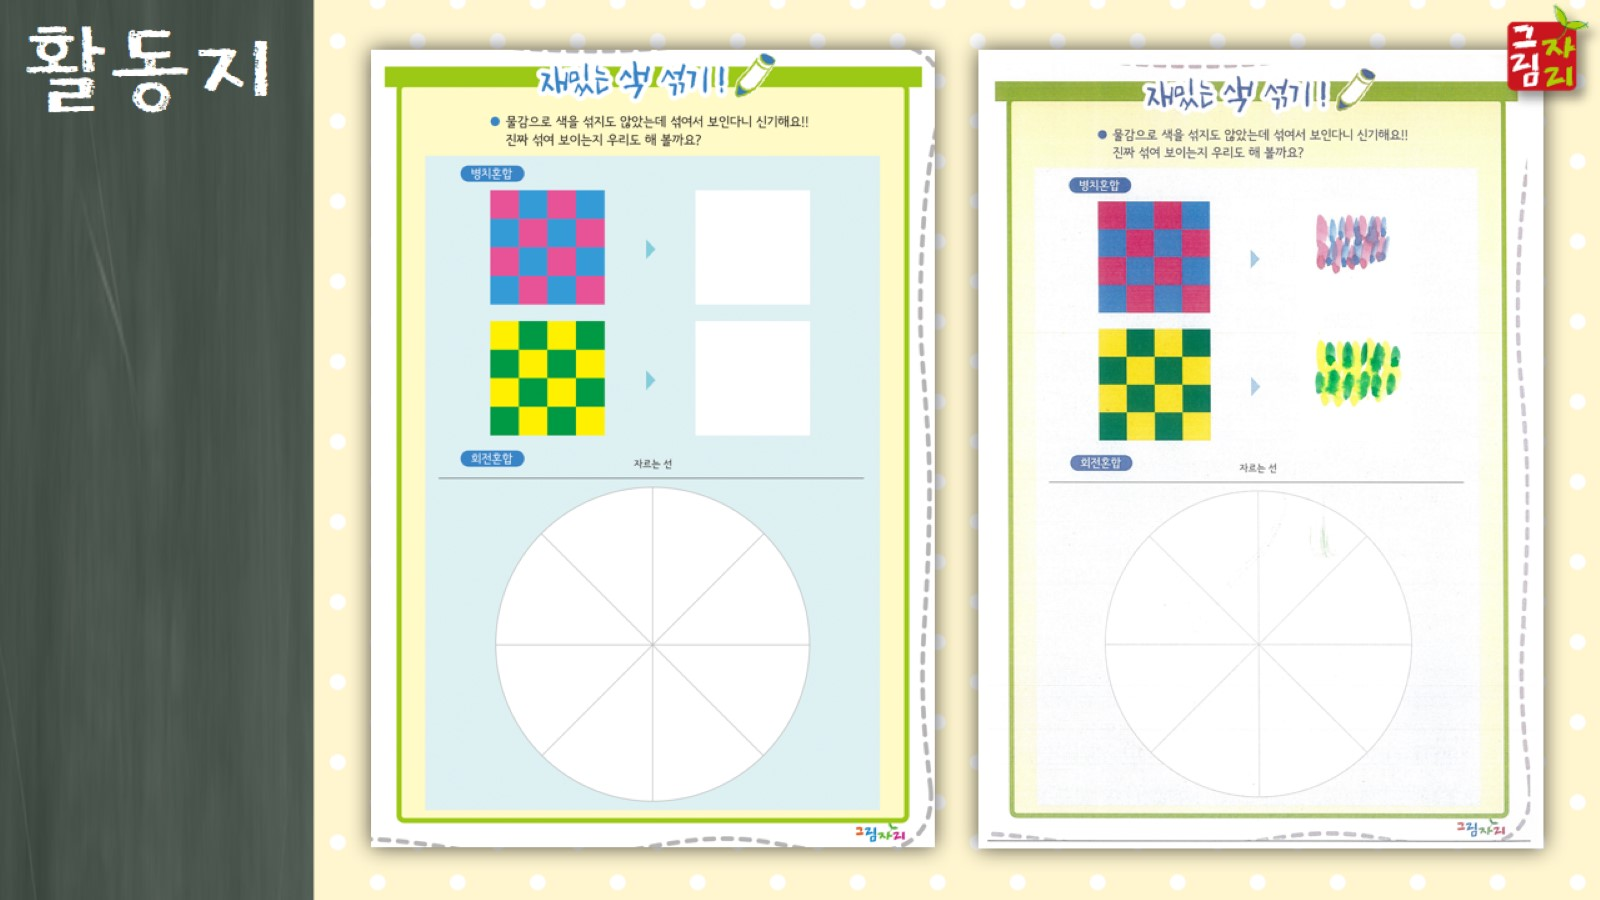 활동지
재밌는 색 섞기!
● 물감으로 색을 섞지도 않았는데 섞여서 보인다니 신기해요!!
진짜 섞여 보이는지 우리도 해 볼까요?
병치혼합
회전혼합
자르는 선
그림자리
재밌는 색 섞기!
● 물감으로 색을 섞지도 않았는데 섞여서 보인다니 신기해요!!
진짜 섞여 보이는지 우리도 해 볼까요?
병치혼합
회전혼합
자르는 선
그림자리
그림자리